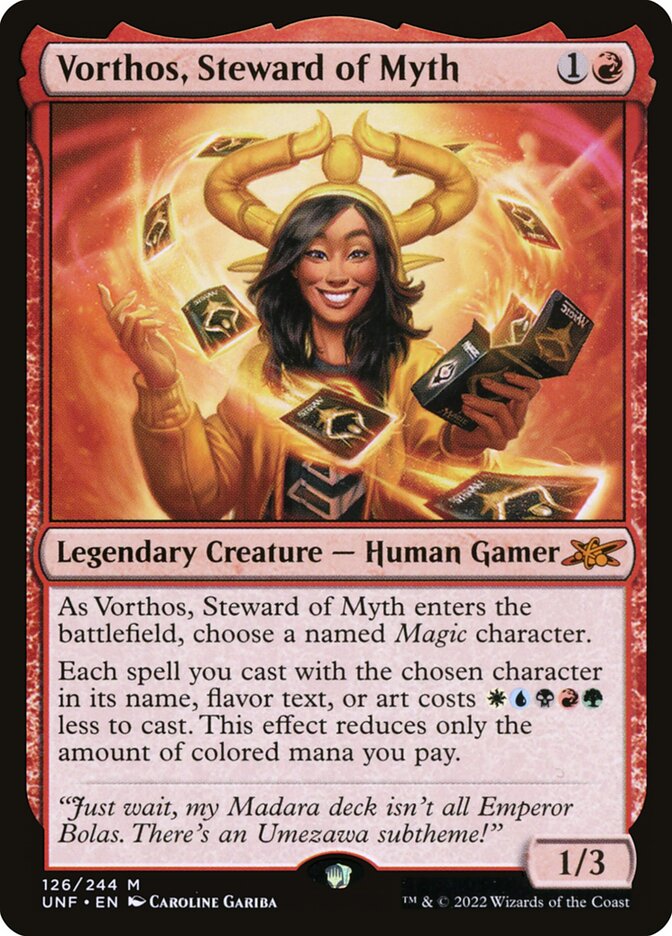 Vorthos, Steward of Myth 1
Legendary Creature — Human Gamer
As Vorthos, Steward of Myth enters the
battlefield, choose a named Magic character.
Each spell you cast with the chosen character
in its name, flavor text, or art costs
less to cast. This effect reduces only the
amount of colored mana you pay.
“Just wait, my Madara deck isn’t all Emperor
Bolas. There’s an Umezawa subtheme!”
1/3
126/244 M
UNF • EN CAROLINE GARIBA
™ & © 2022 Wizards of the Coast